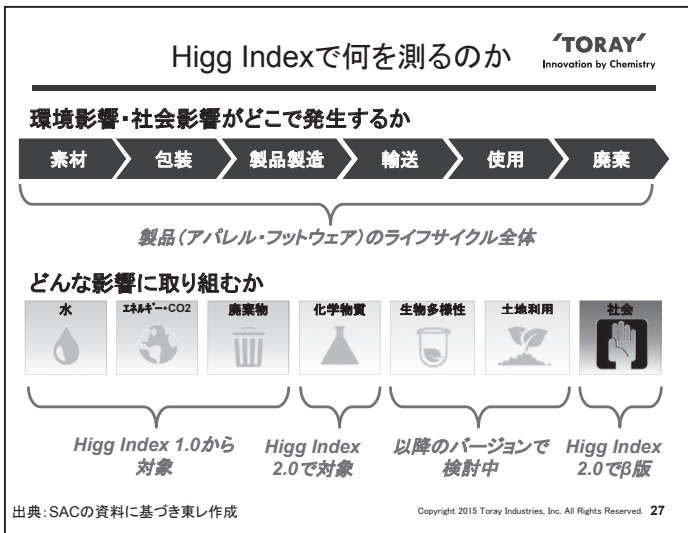 Higg Indexで何を測るのか
'TORAY'
Innovation by Chemistry
環境影響・社会影響がどこで発生するか
素材
包装
製品製造
輸送
使用
廃棄
製品(アパレル・フットウェア)のライフサイクル全体
どんな影響に取り組むか
水
エネルギー・CO2
廃棄物
化学物質
生物多様性
土地利用
社会
Higg Index 1.0から
対象
Higg Index
2.0で対象
以降のバージョンで
検討中
Higg Index
2.0でβ版
出典:SACの資料に基づき東レ作成
Copyright 2015 Toray Industries, Inc. All Rights Reserved. 27